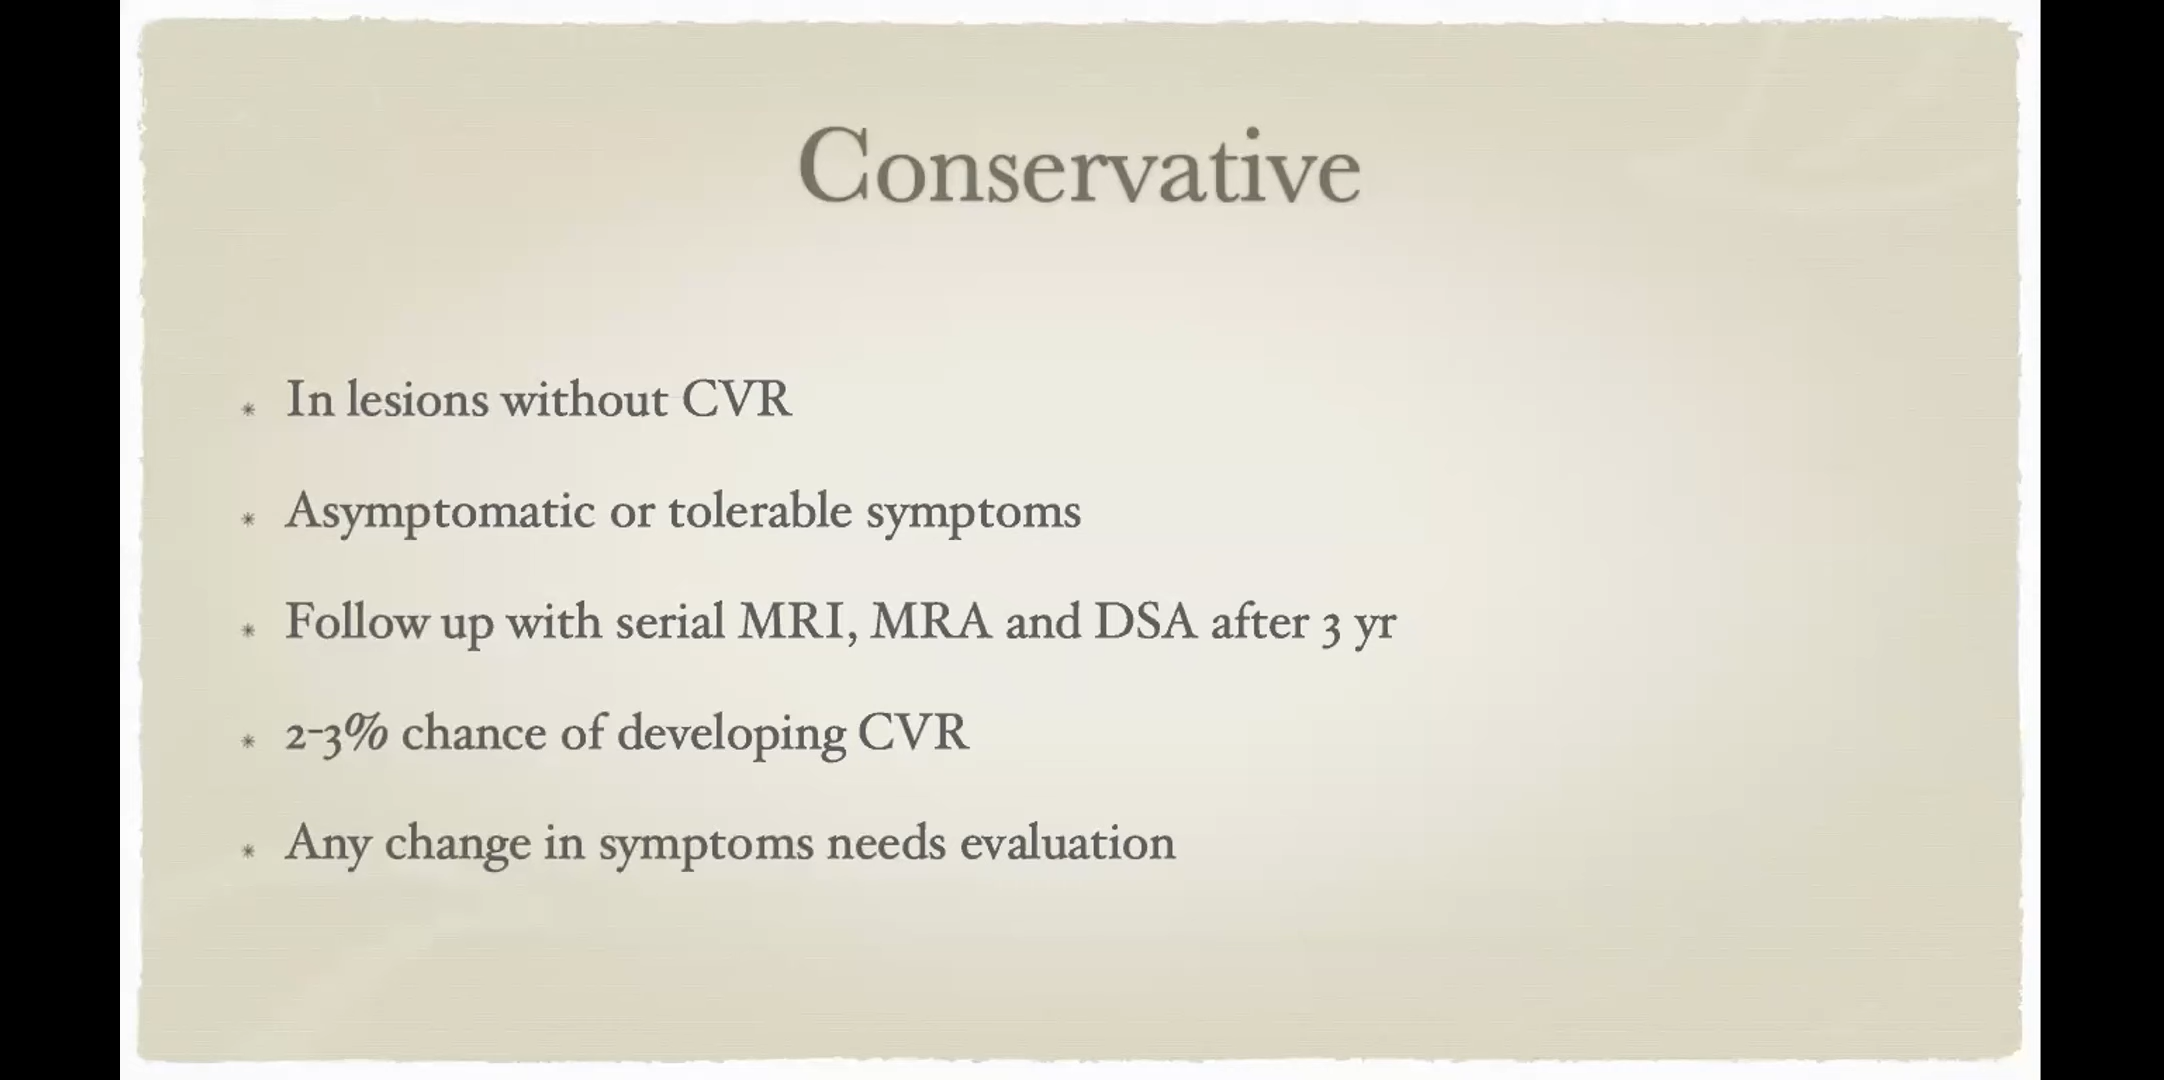 Conservative
* In lesions without CVR
* Asymptomatic or tolerable symptoms
* Follow up with serial MRI, MRA and DSA after 3 yr
* 2-3% chance of developing CVR
* Any change in symptoms needs evaluation